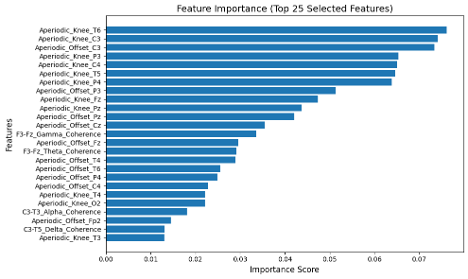 Feature Importance (Top 25 Selected Features)
Aperiodic_Knee_T6
Aperiodic_Knee_C3
Aperiodic_Offset_C3
Aperiodic_Knee_P3
Aperiodic_Knee_C4
Aperiodic_Knee_T5
Aperiodic_Knee_P4
Aperiodic_Offset_P3
Aperiodic_Knee_Fz
Aperiodic_Knee_Pz
Aperiodic_Offset_Pz
Aperiodic_Offset_Cz
F3-Fz_Gamma_Coherence
Aperiodic_Offset_Fz
F3-Fz_Theta_Coherence
Aperiodic_Offset_T4
Aperiodic_Offset_T6
Aperiodic_Offset_P4
Aperiodic_Offset_C4
Aperiodic_Knee_T4
Aperiodic_Knee_O2
C3-T3_Alpha_Coherence
Aperiodic_Offset_Fp2
C3-T5_Delta_Coherence
Aperiodic_Knee_T3
Features
0.00 0.01 0.02 0.03 0.04 0.05 0.06 0.07
Importance Score